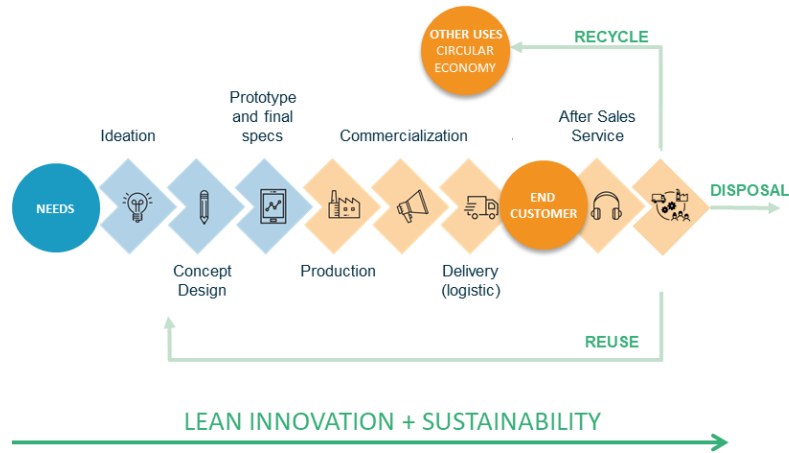 OTHER USES
CIRCULAR
ECONOMY
RECYCLE
Prototype
and final
specs
Ideation
Commercialization
After Sales
Service
NEEDS
END
CUSTOMER
DISPOSAL
Concept
Design
Production
Delivery
(logistic)
REUSE
LEAN INNOVATION + SUSTAINABILITY